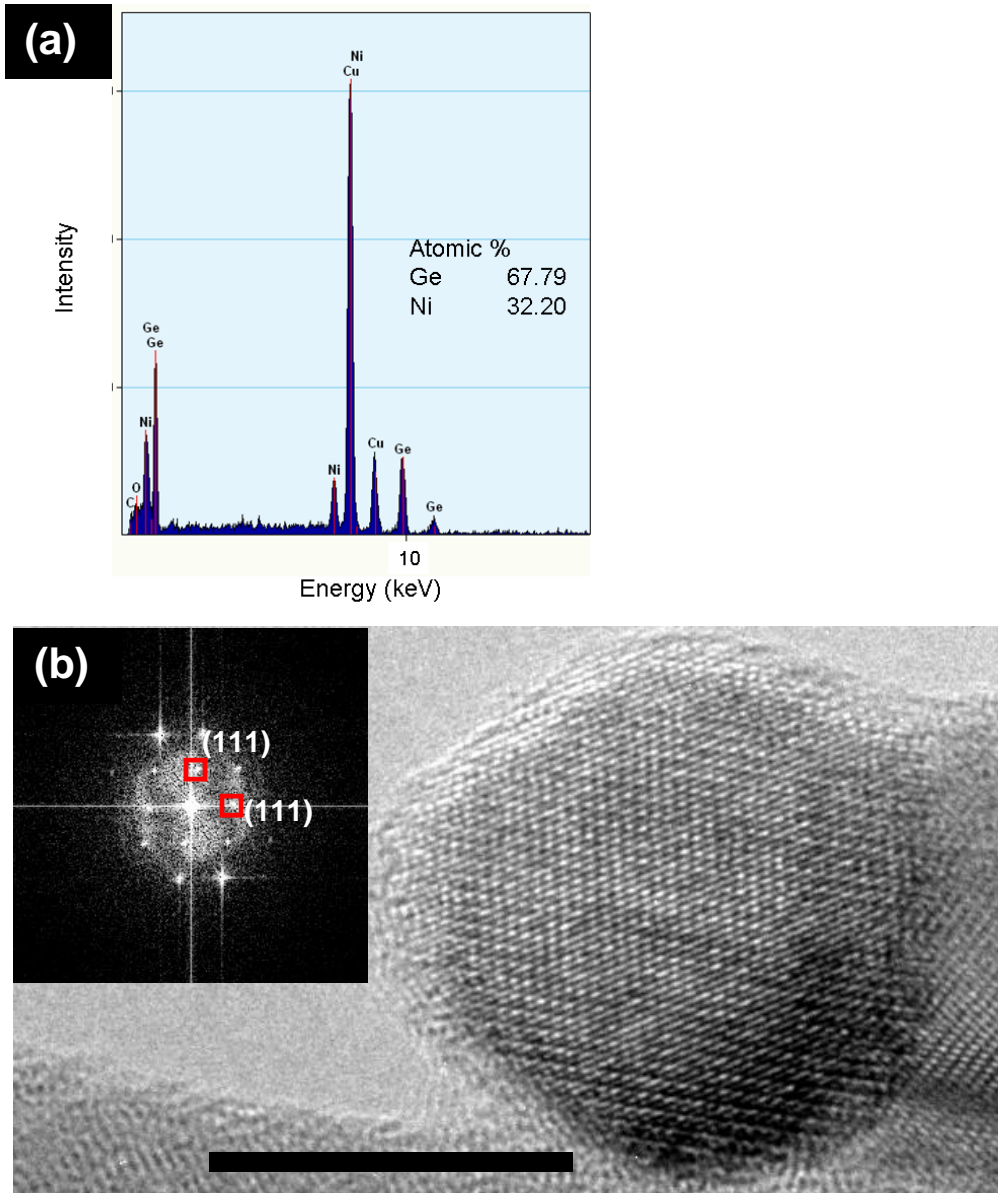 (a)
Ni
Cu
Intensity
Atomic %
Ge 67.79
Ni 32.20
Ge
Ge
Ni
O
C
Ni
Cu
Ge
Ge
10
Energy (keV)
(b)
(111)
(111)